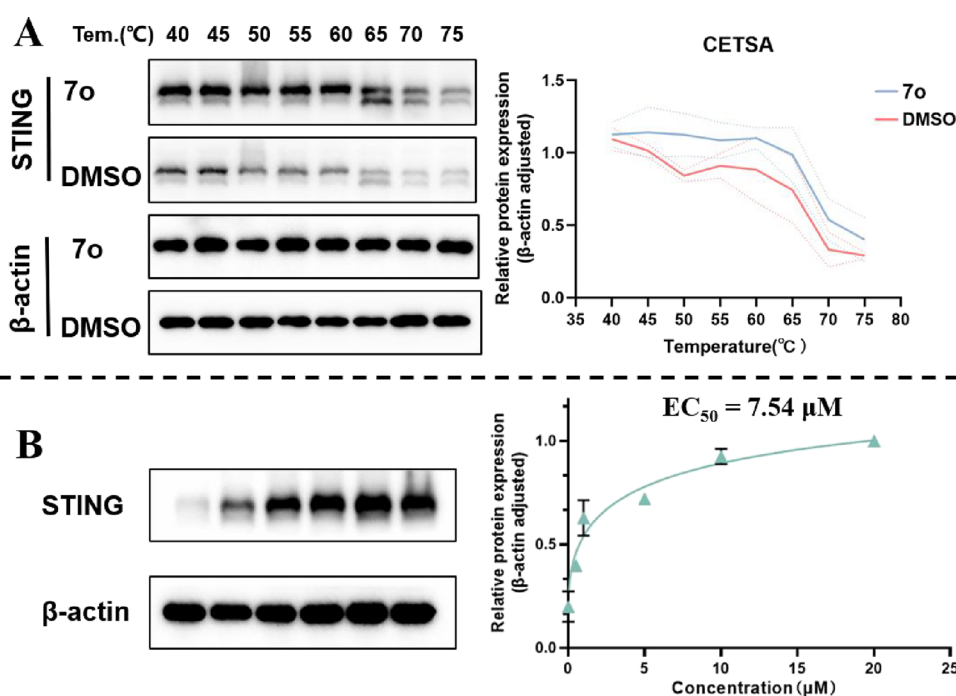 A
Tem.(℃) 40 45 50 55 60 65 70 75
STING
7o
DMSO
β-actin
7o
DMSO
CETSA
Relative protein expression
(β-actin adjusted)
1.5
1.0
0.5
0.0
35 40 45 50 55 60 65 70 75 80
Temperature(℃)
7o
DMSO
B
STING
β-actin
EC50 = 7.54 μM
Relative protein expression
(β-actin adjusted)
1.0
0.5
0.0
0 5 10 15 20 25
Concentration(μM)